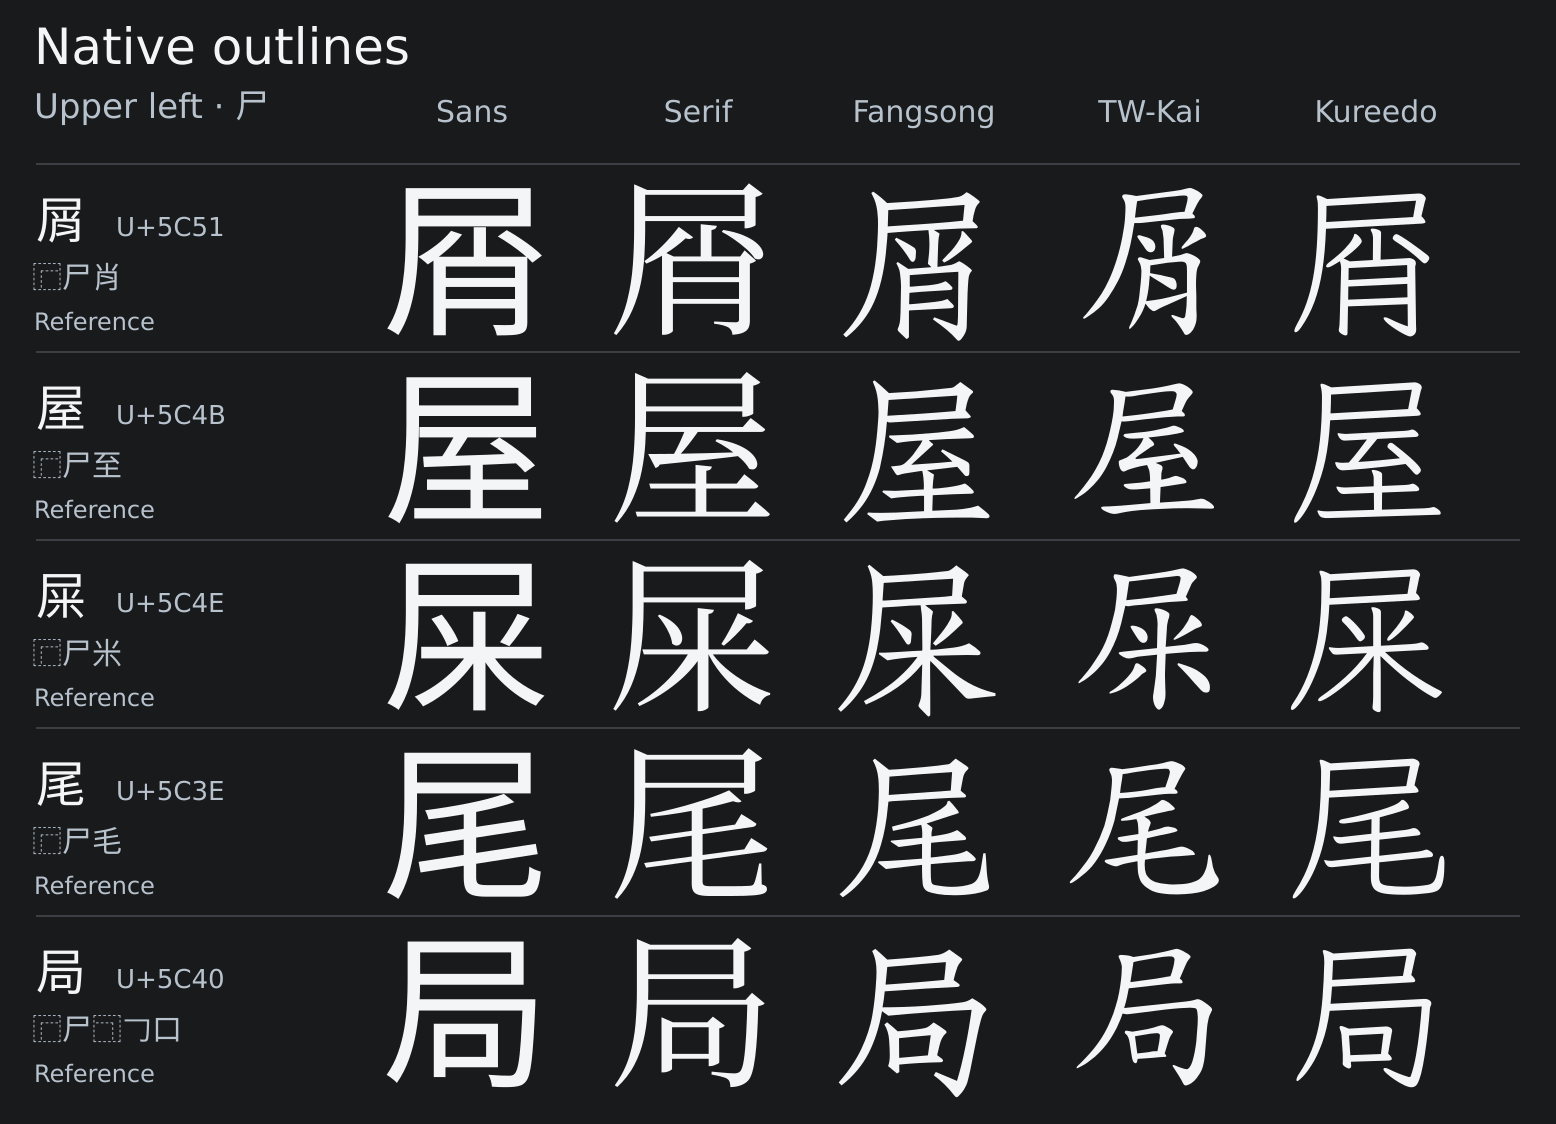 Native outlines
Upper left · 尸 Sans Serif Fangsong TW-Kai Kureedo
屑 U+5C51 屑 屑 屑 屑 屑
⿸尸肖
Reference
屋 U+5C4B 屋 屋 屋 屋 屋
⿸尸至
Reference
屎 U+5C4E 屎 屎 屎 屎 屎
⿸尸米
Reference
尾 U+5C3E 尾 尾 尾 尾 尾
⿸尸毛
Reference
局 U+5C40 局 局 局 局 局
⿸尸⿹𠃌口
Reference